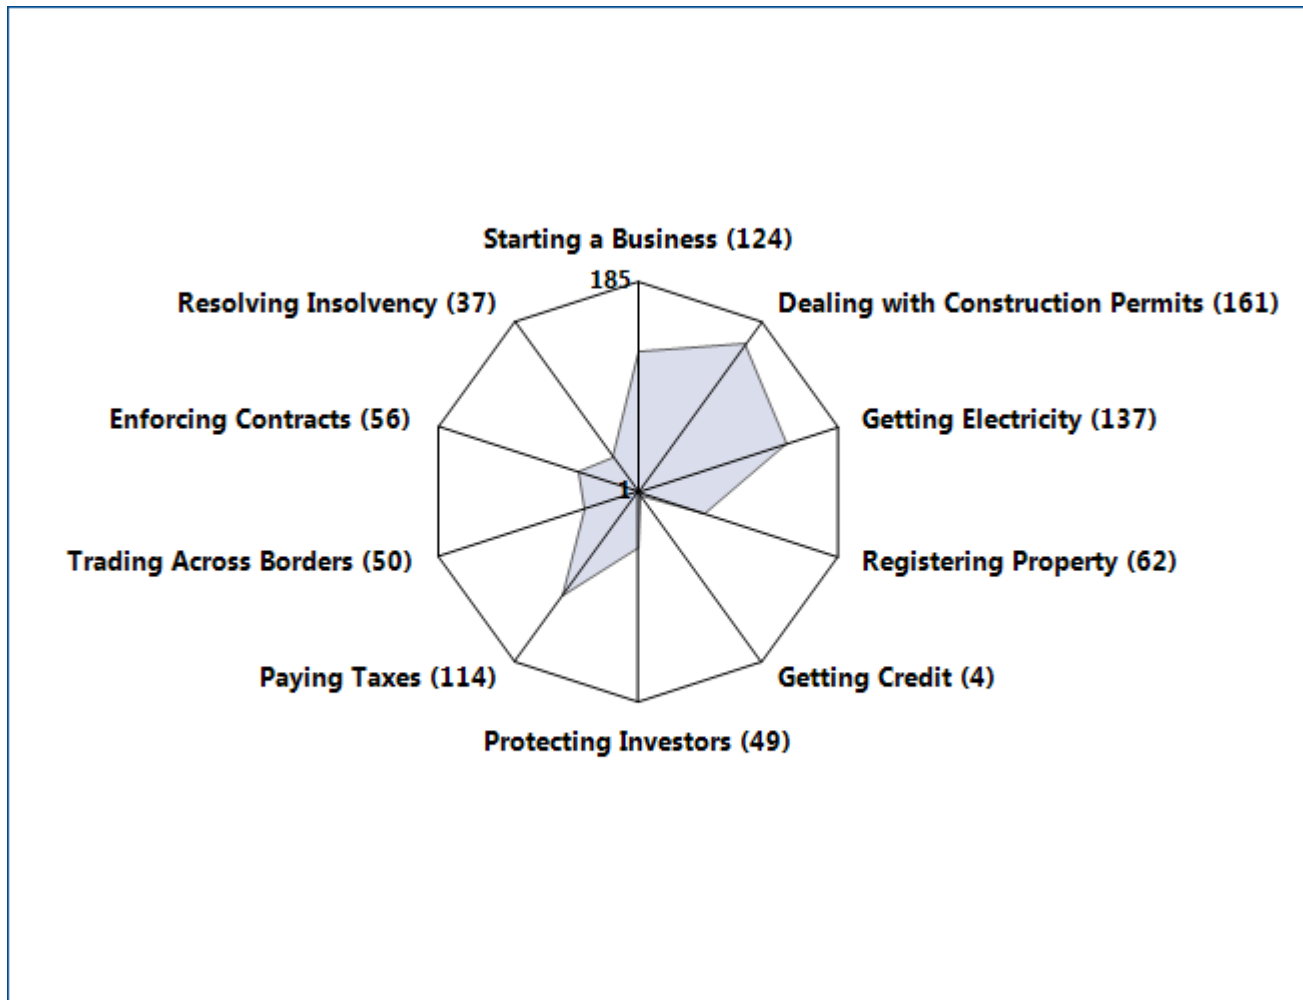 Starting a Business (124)
185
Resolving Insolvency (37)
Dealing with Construction Permits (161)
Enforcing Contracts (56)
Getting Electricity (137)
1
Trading Across Borders (50)
Registering Property (62)
Paying Taxes (114)
Getting Credit (4)
Protecting Investors (49)